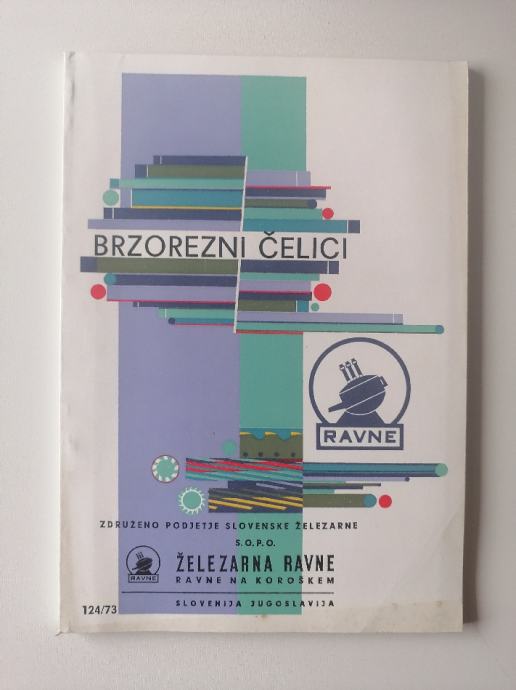 BRZOREZNI ČELICI
RAVNE
ZDRUŽENO PODJETJE SLOVENSKE ŽELEZARNE
S.O.P.O.
ŽELEZARNA RAVNE
RAVNE NA KOROŠKEM
RAVNE
SLOVENIJA JUGOSLAVIJA
124/73